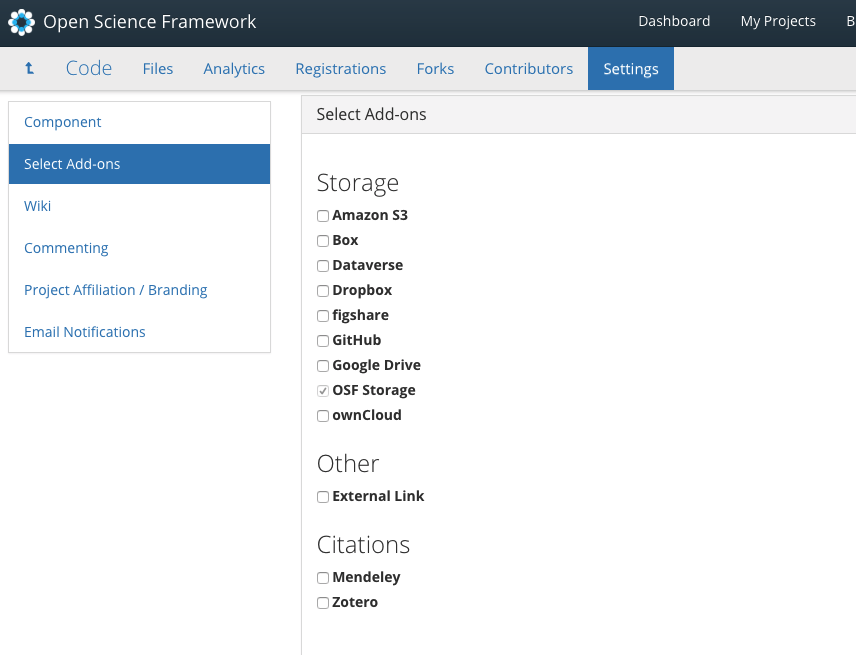 Open Science Framework
Dashboard My Projects B
Code Files Analytics Registrations Forks Contributors Settings
Component
Select Add-ons
Wiki
Commenting
Project Affiliation / Branding
Email Notifications
Select Add-ons
Storage
Amazon S3
Box
Dataverse
Dropbox
figshare
GitHub
Google Drive
OSF Storage
ownCloud
Other
External Link
Citations
Mendeley
Zotero